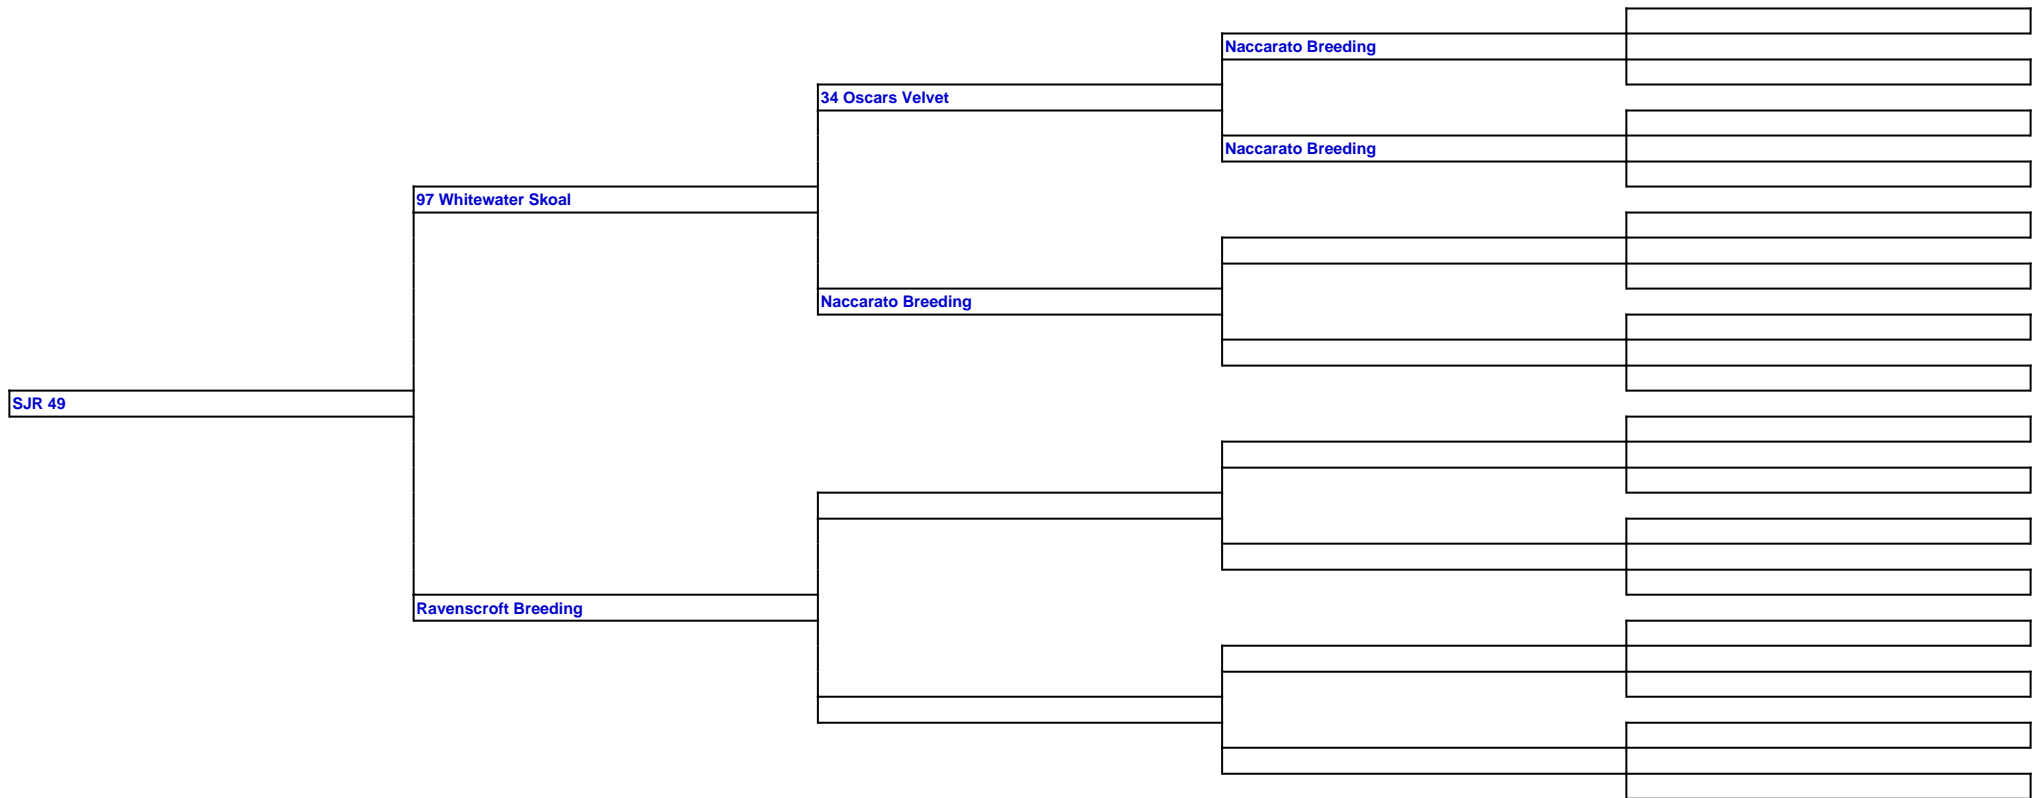 Naccarato Breeding
34 Oscars Velvet
Naccarato Breeding
97 Whitewater Skoal
Naccarato Breeding
SJR 49
Ravenscroft Breeding